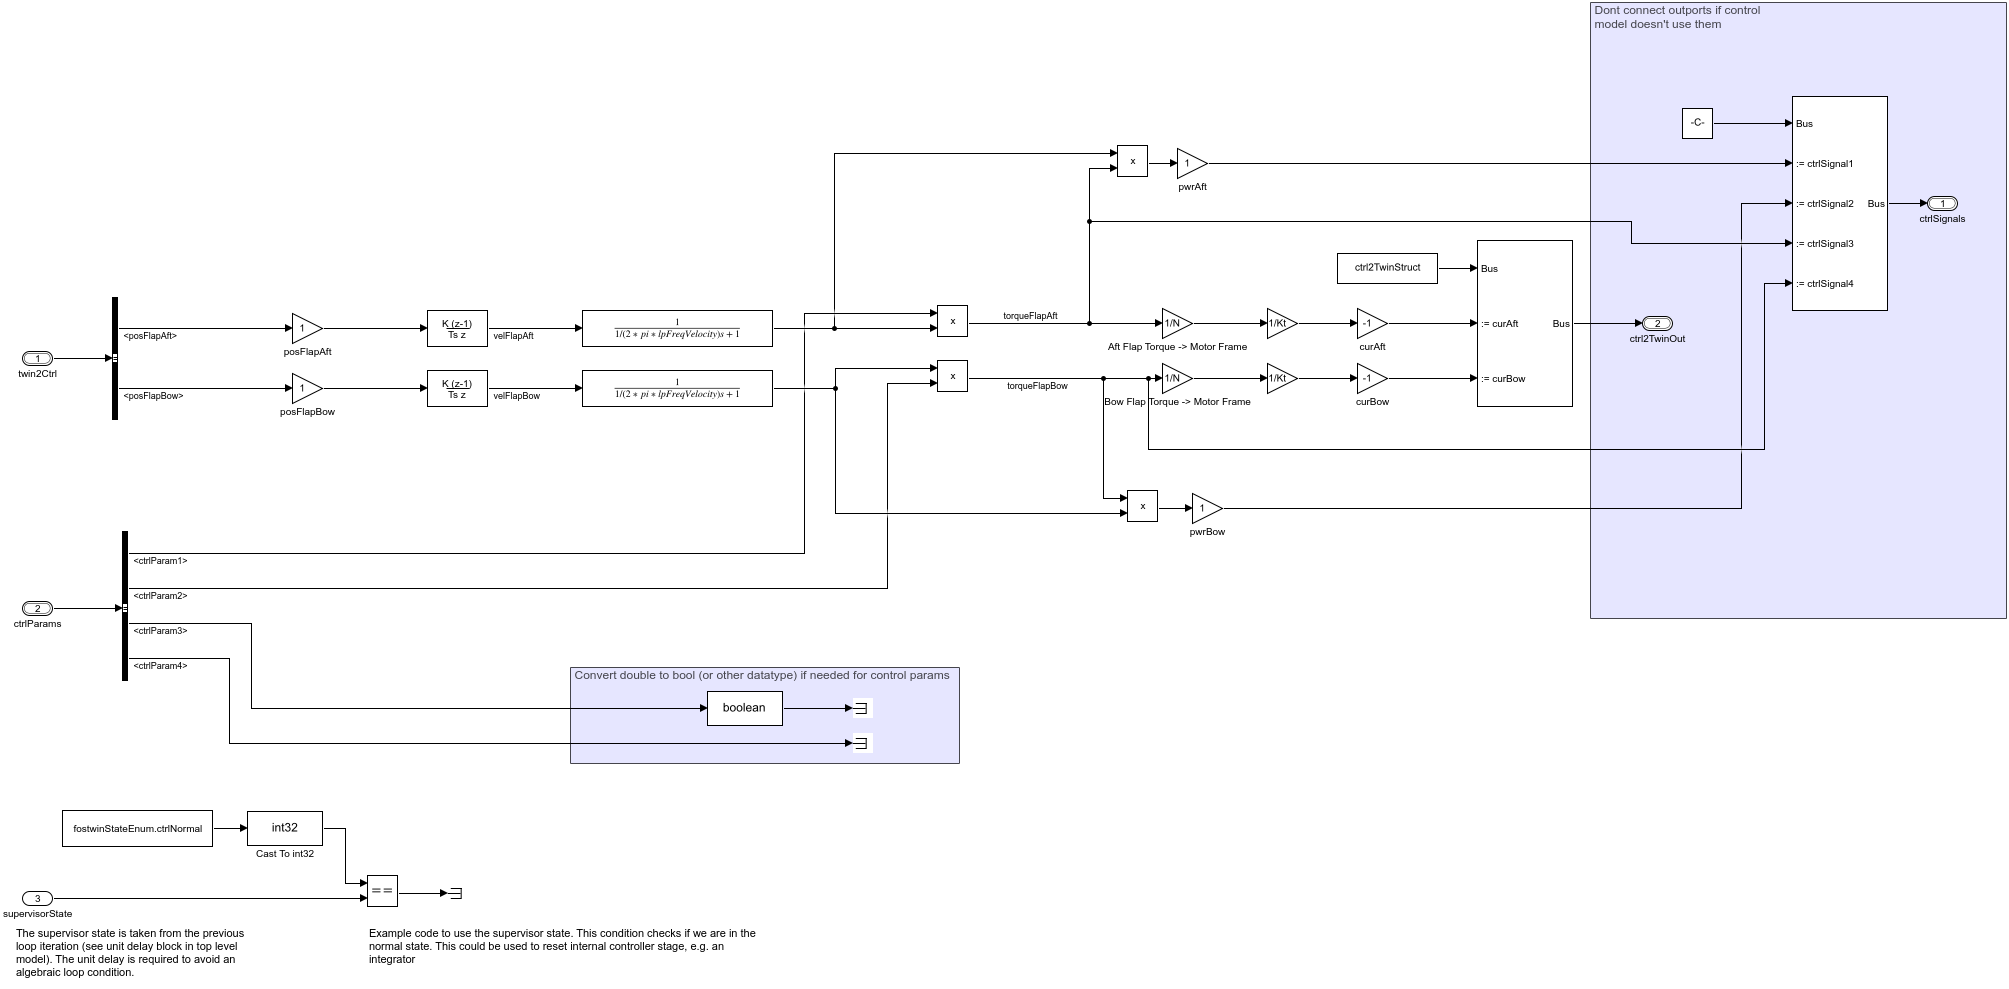 Dont connect outports if control
model doesn't use them
-C-
Bus
x
1
pwrAft
:= ctrlSignal1
:= ctrlSignal2
Bus
1
ctrlSignals
:= ctrlSignal3
:= ctrlSignal4
ctrl2TwinStruct
Bus
<posFlapAft>
1
posFlapAft
K (z-1)
Ts z
velFlapAft
1
1/(2 * pi * lpFreqVelocity)s + 1
x
torqueFlapAft
1/N
Aft Flap Torque -> Motor Frame
1/Kt
-1
curAft
:= curAft
Bus
2
ctrl2TwinOut
1
twin2Ctrl
<posFlapBow>
1
posFlapBow
K (z-1)
Ts z
velFlapBow
1
1/(2 * pi * lpFreqVelocity)s + 1
x
torqueFlapBow
1/N
Bow Flap Torque -> Motor Frame
1/Kt
-1
curBow
:= curBow
x
1
pwrBow
<ctrlParam1>
<ctrlParam2>
2
ctrlParams
<ctrlParam3>
<ctrlParam4>
Convert double to bool (or other datatype) if needed for control params
boolean
fostwinStateEnum.ctrlNormal
int32
Cast To int32
==
3
supervisorState
The supervisor state is taken from the previous
loop iteration (see unit delay block in top level
model). The unit delay is required to avoid an
algebraic loop condition.
Example code to use the supervisor state. This condition checks if we are in the
normal state. This could be used to reset internal controller stage, e.g. an
integrator